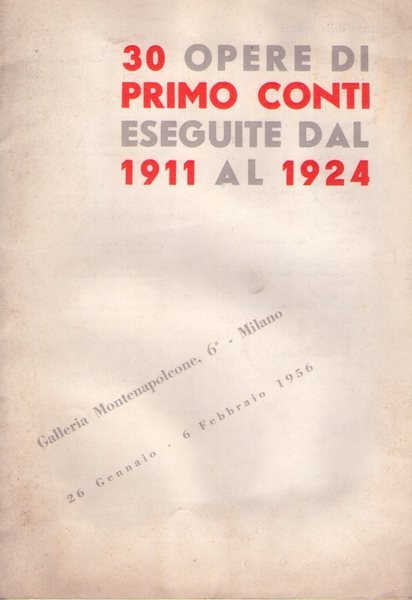 30 OPERE DI
PRIMO CONTI
ESEGUITE DAL
1911 AL 1924
Galleria Montenapoleone, 6ª - Milano
26 Gennaio - 6 Febbraio 1956